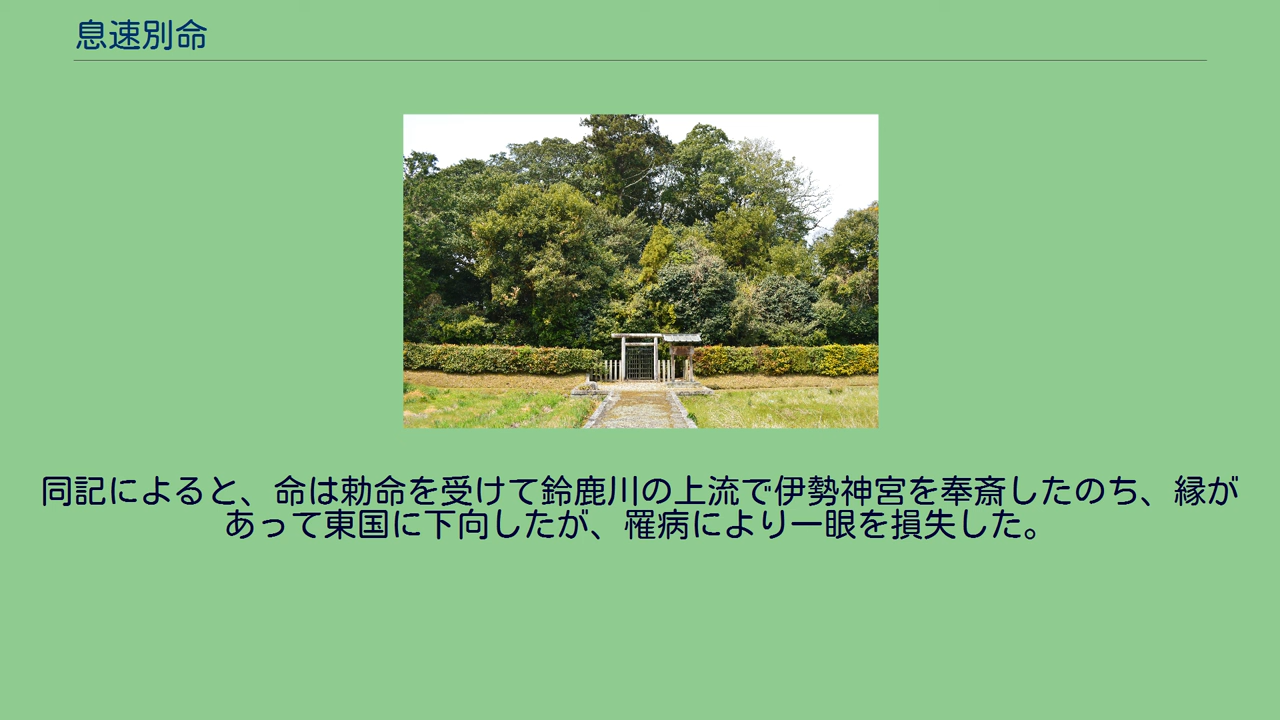 息速別命
同記によると、命は勅命を受けて鈴鹿川の上流で伊勢神宮を奉斎したのち、縁が
あって東国に下向したが、罹病により一眼を損失した。